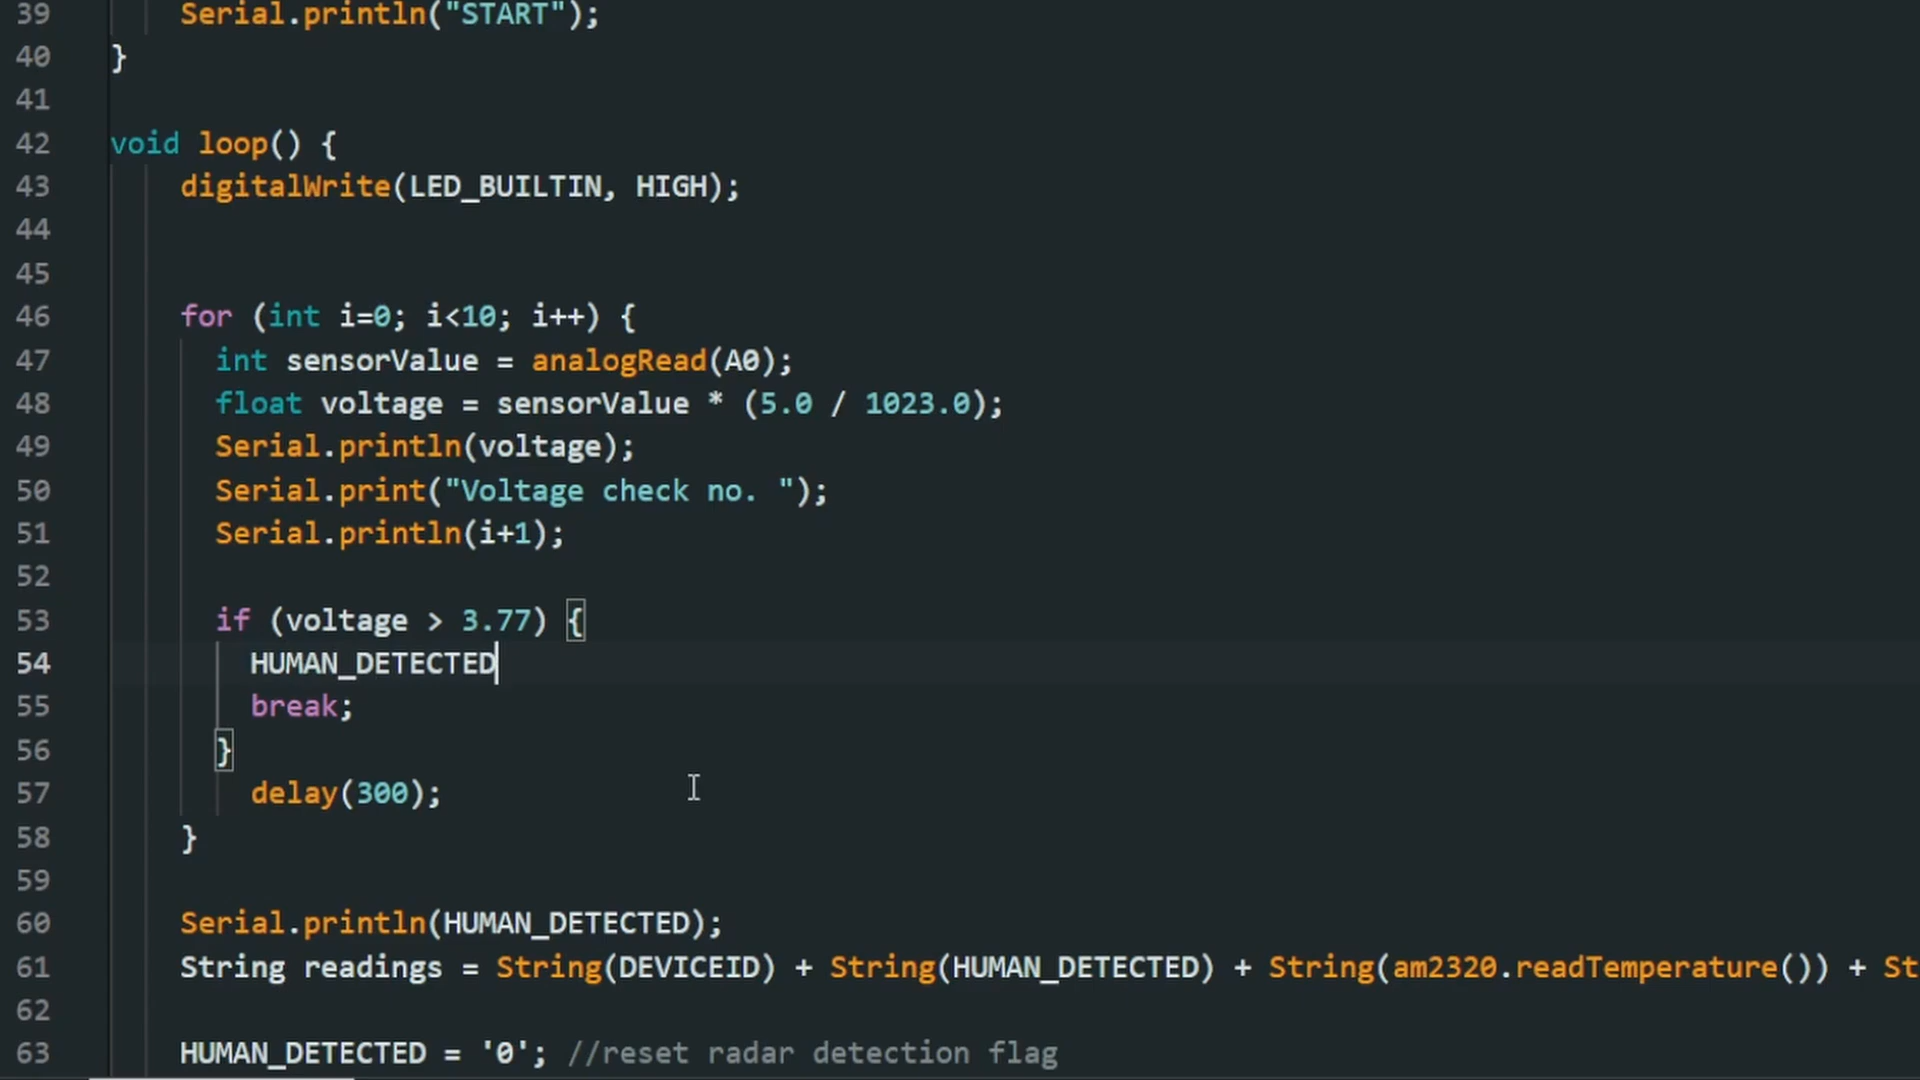 39 Serial.println("START");
40 }
41
42 void loop() {
43 digitalWrite(LED_BUILTIN, HIGH);
44
45
46 for (int i=0; i<10; i++) {
47 int sensorValue = analogRead(A0);
48 float voltage = sensorValue * (5.0 / 1023.0);
49 Serial.println(voltage);
50 Serial.print("Voltage check no. ");
51 Serial.println(i+1);
52
53 if (voltage > 3.77) {
54 HUMAN_DETECTED
55 break;
56 }
57 delay(300);
58 }
59
60 Serial.println(HUMAN_DETECTED);
61 String readings = String(DEVICEID) + String(HUMAN_DETECTED) + String(am2320.readTemperature()) + St
62
63 HUMAN_DETECTED = '0'; //reset radar detection flag